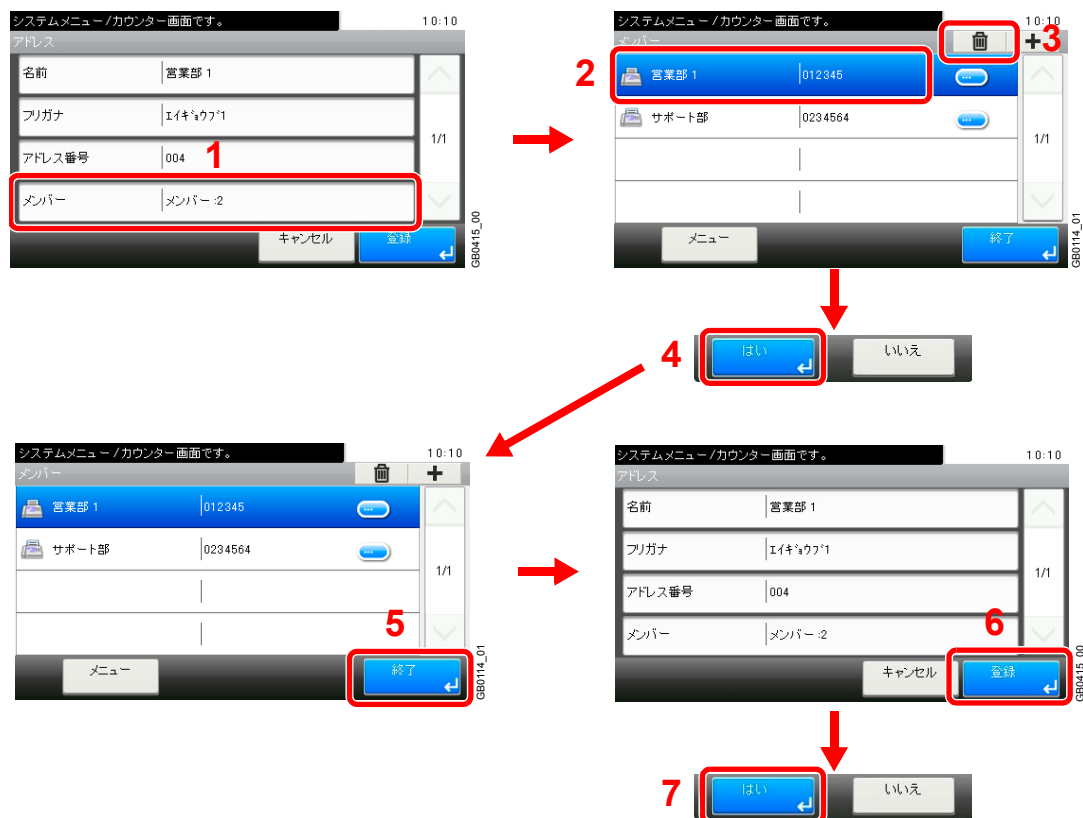 システムメニュー/カウンター画面です。 10:10
アドレス
名前 営業部 1
フリガナ エイギョウブ1
アドレス番号 004
1
メンバー メンバー:2
1/1
キャンセル 登録
GB0415_00
システムメニュー/カウンター画面です。 10:10
メンバー
3
2
営業部 1 012345
サポート部 0234564
1/1
メニュー 終了
GB0114_01
4
はい いいえ
システムメニュー/カウンター画面です。 10:10
メンバー
営業部 1 012345
サポート部 0234564
1/1
5
メニュー 終了
GB0114_01
システムメニュー/カウンター画面です。 10:10
アドレス
名前 営業部 1
フリガナ エイギョウブ1
アドレス番号 004
メンバー メンバー:2
1/1
6
キャンセル 登録
GB0415_00
7
はい いいえ